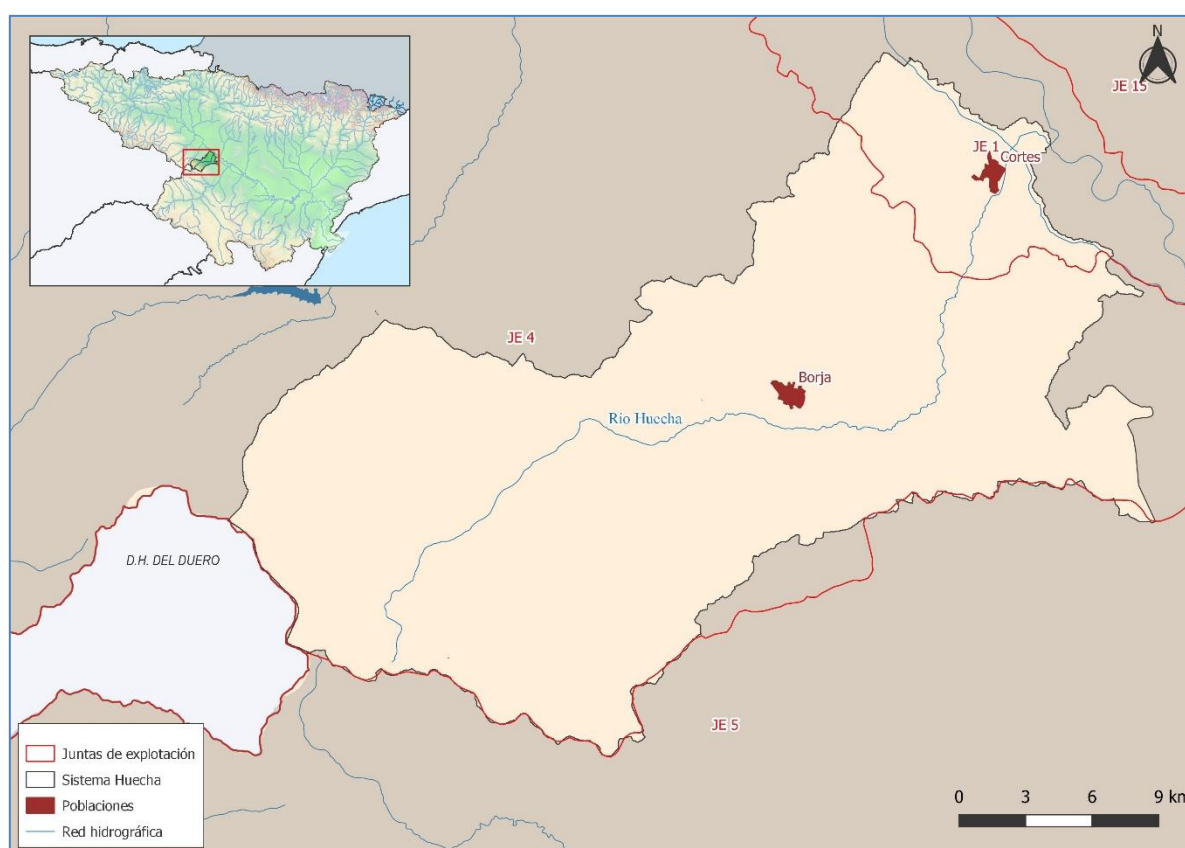 N
JE 15
JE 1
Cortes
JE 4
Borja
Río Huecha
D.H. DEL DUERO
JE 5
Juntas de explotación
Sistema Huecha
Poblaciones
Red hidrográfica
0 3 6 9 km